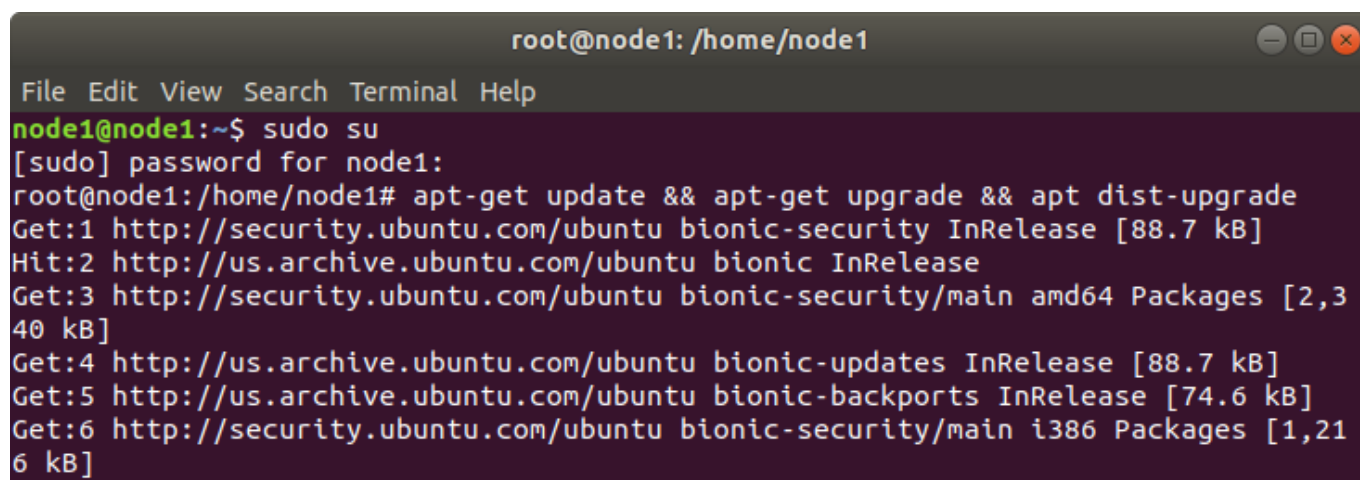 root@node1: /home/node1
File Edit View Search Terminal Help
node1@node1:~$ sudo su
[sudo] password for node1:
root@node1:/home/node1# apt-get update && apt-get upgrade && apt dist-upgrade
Get:1 http://security.ubuntu.com/ubuntu bionic-security InRelease [88.7 kB]
Hit:2 http://us.archive.ubuntu.com/ubuntu bionic InRelease
Get:3 http://security.ubuntu.com/ubuntu bionic-security/main amd64 Packages [2,3
40 kB]
Get:4 http://us.archive.ubuntu.com/ubuntu bionic-updates InRelease [88.7 kB]
Get:5 http://us.archive.ubuntu.com/ubuntu bionic-backports InRelease [74.6 kB]
Get:6 http://security.ubuntu.com/ubuntu bionic-security/main i386 Packages [1,21
6 kB]